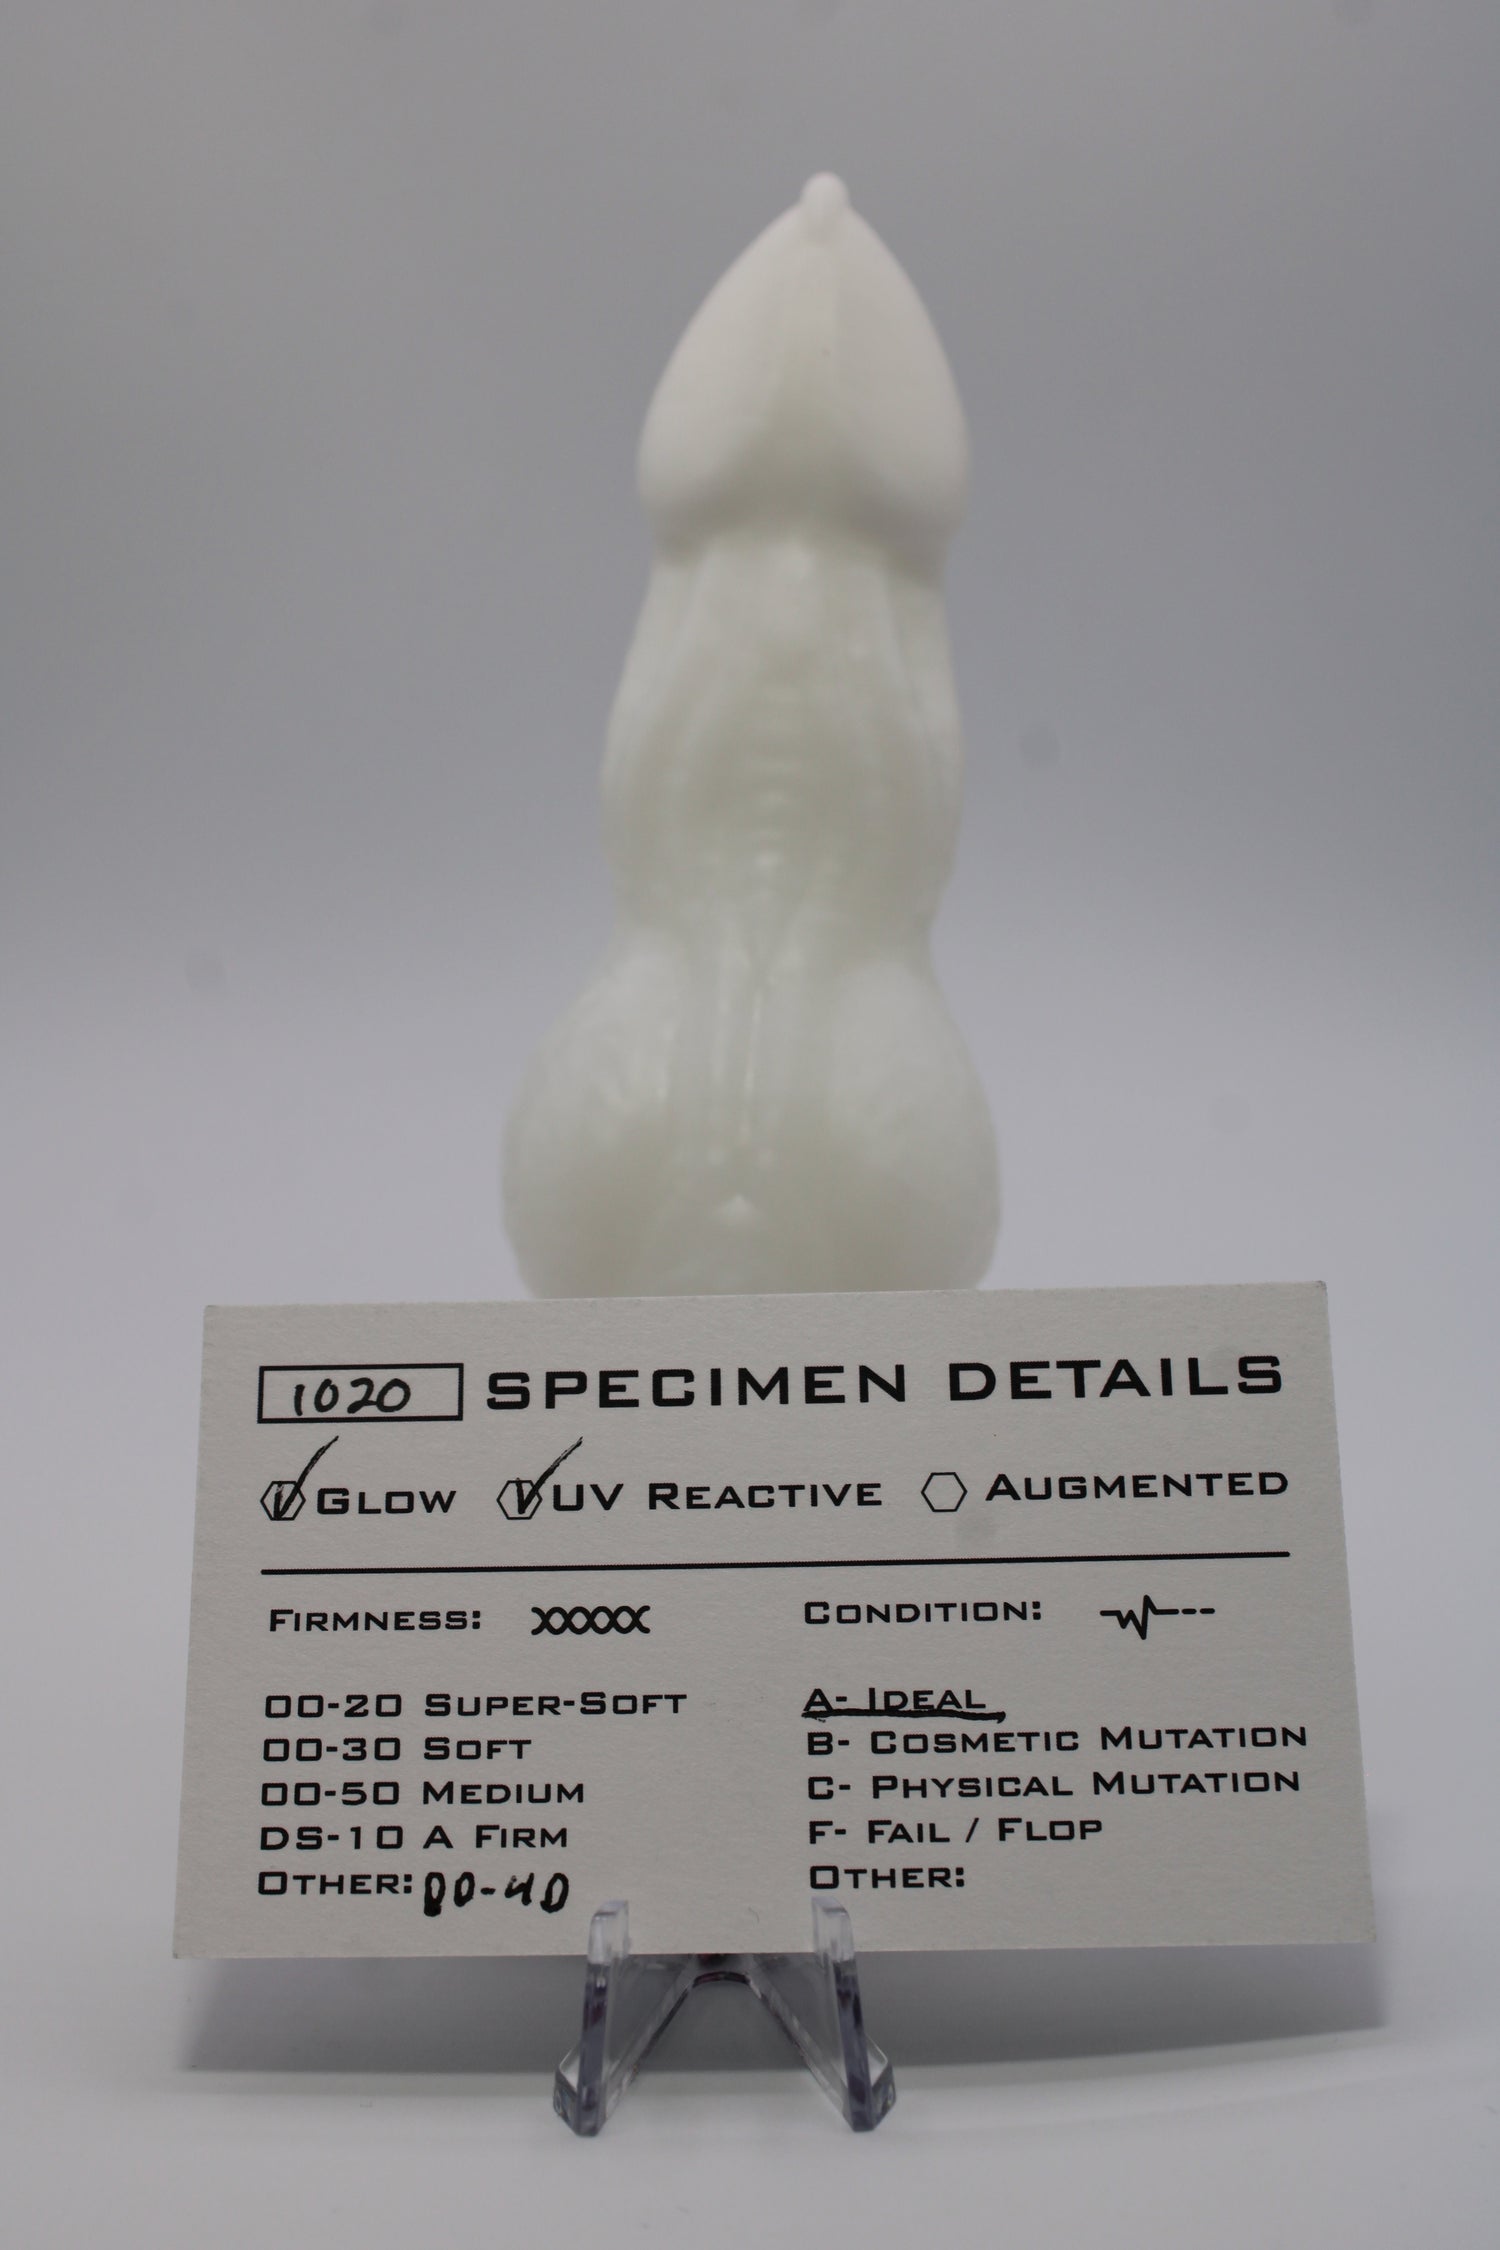 1020 SPECIMEN DETAILS
GLOW UV REACTIVE AUGMENTED
FIRMNESS:
00-20 SUPER-SOFT
00-30 SOFT
00-50 MEDIUM
DS-10 A FIRM
OTHER: 00-40
CONDITION:
A- IDEAL
B- COSMETIC MUTATION
C- PHYSICAL MUTATION
F- FAIL / FLOP
OTHER: